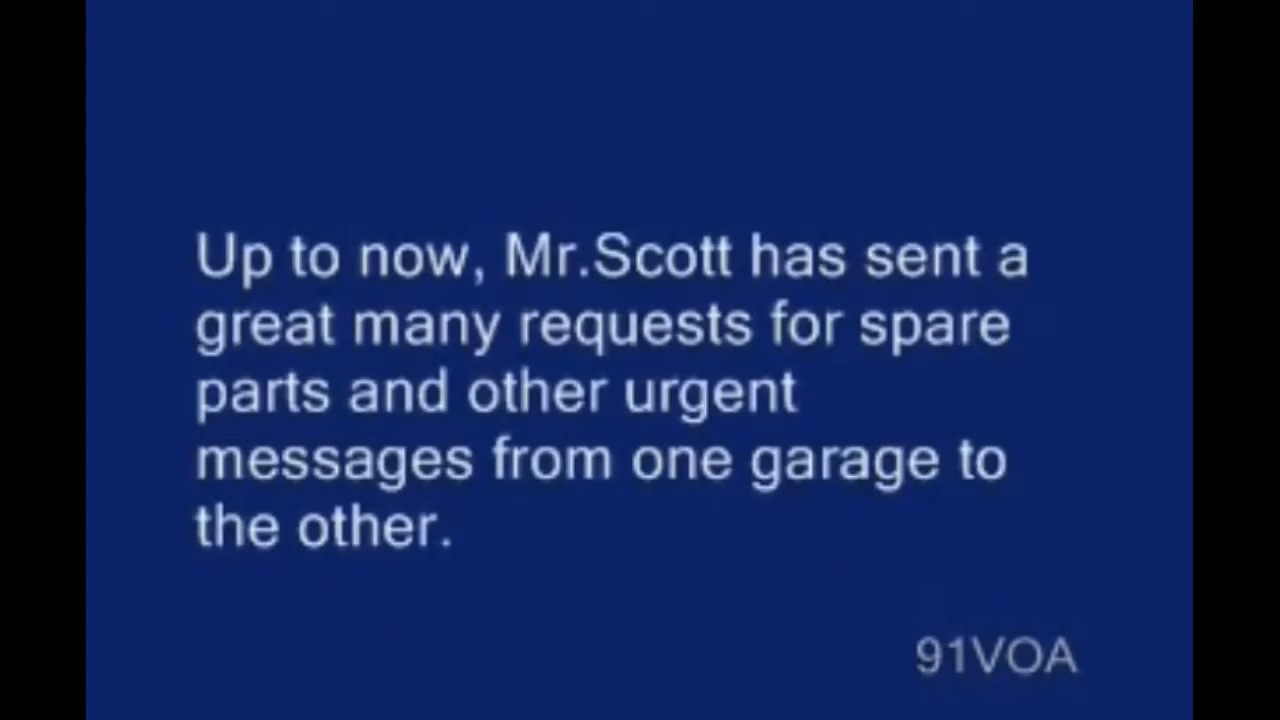 Up to now, Mr.Scott has sent a
great many requests for spare
parts and other urgent
messages from one garage to
the other.
91VOA